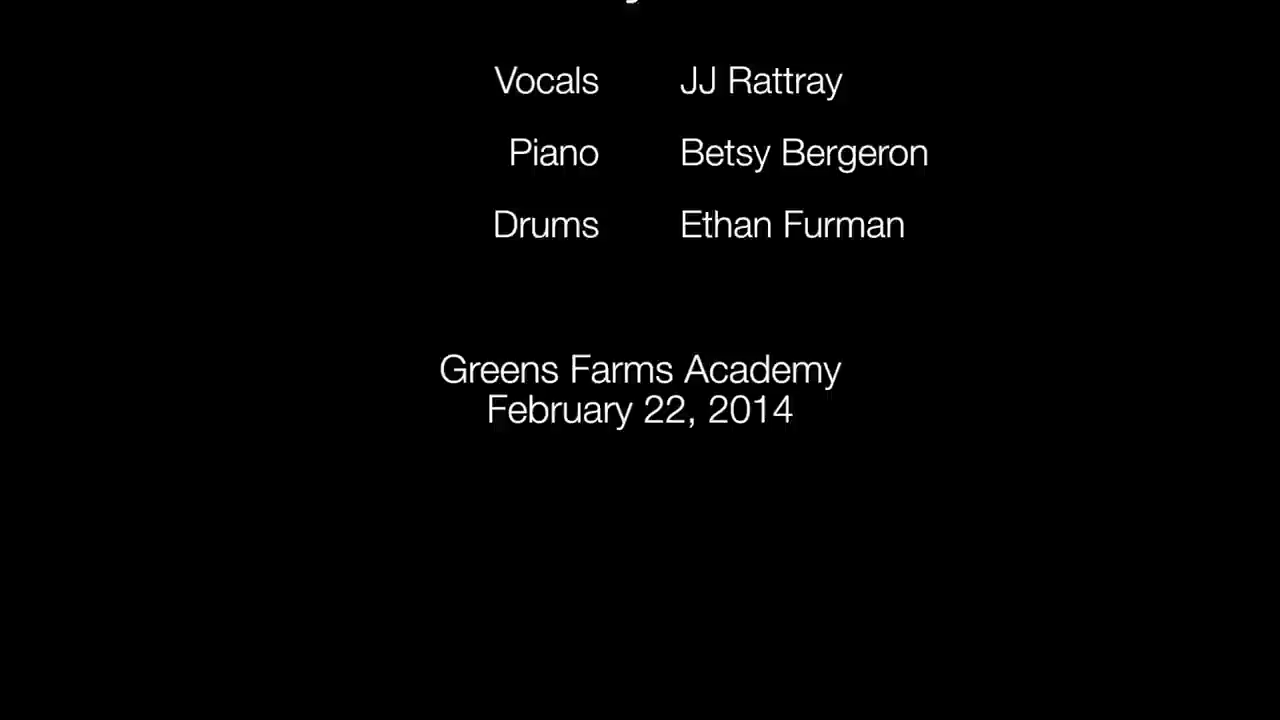 Vocals JJ Rattray
Piano Betsy Bergeron
Drums Ethan Furman
Greens Farms Academy
February 22, 2014